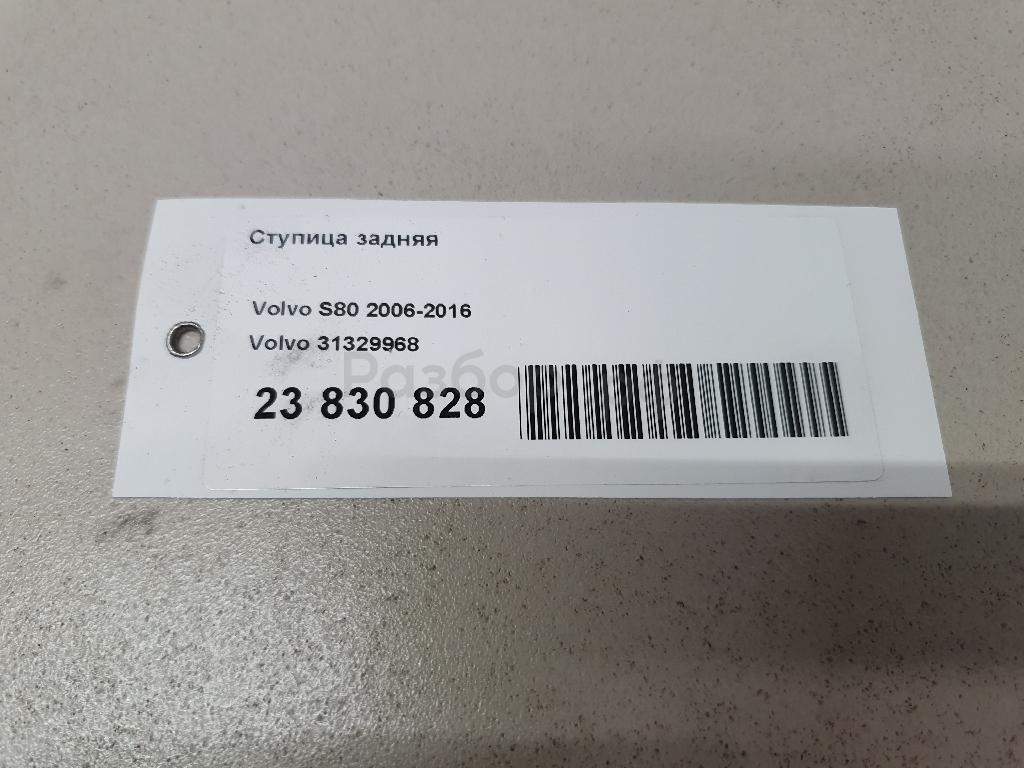 Ступица задняя
Volvo S80 2006-2016
Volvo 31329968
23 830 828